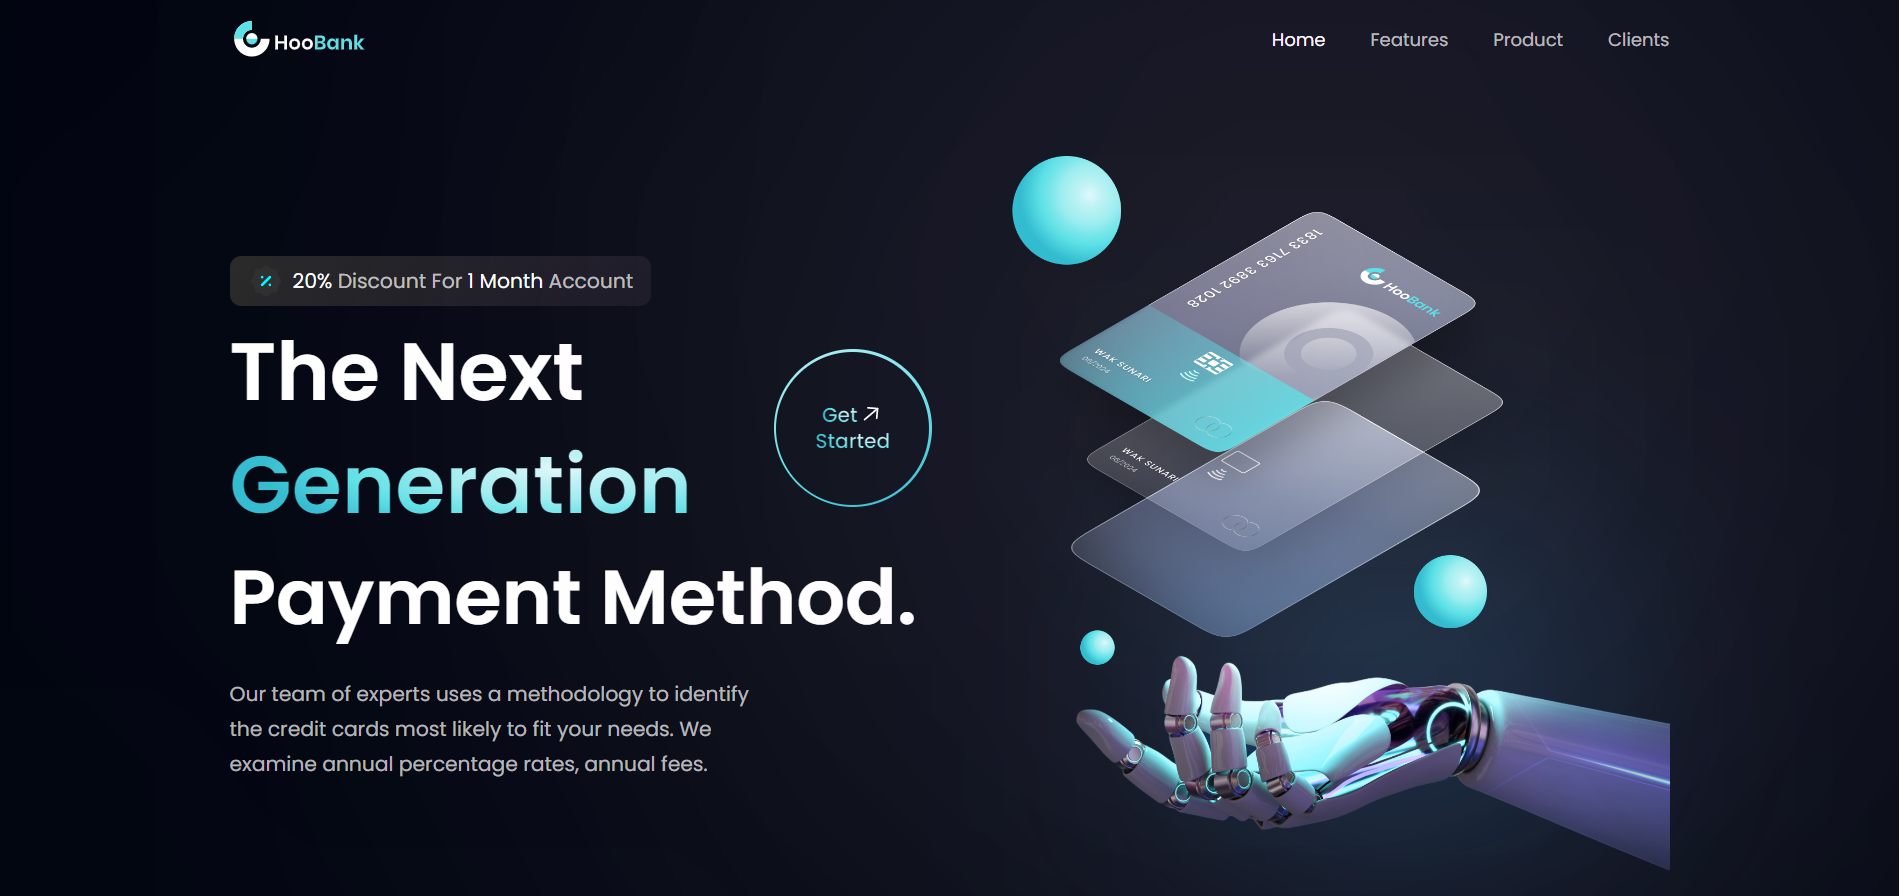 HooBank
Home Features Product Clients
20% Discount For 1 Month Account
The Next
Generation
Payment Method.
Get
Started
Our team of experts uses a methodology to identify
the credit cards most likely to fit your needs. We
examine annual percentage rates, annual fees.
1833 7163 3892 1028
HooBank
WAK SUNARI
06/2024
WAK SUNARI
06/2024